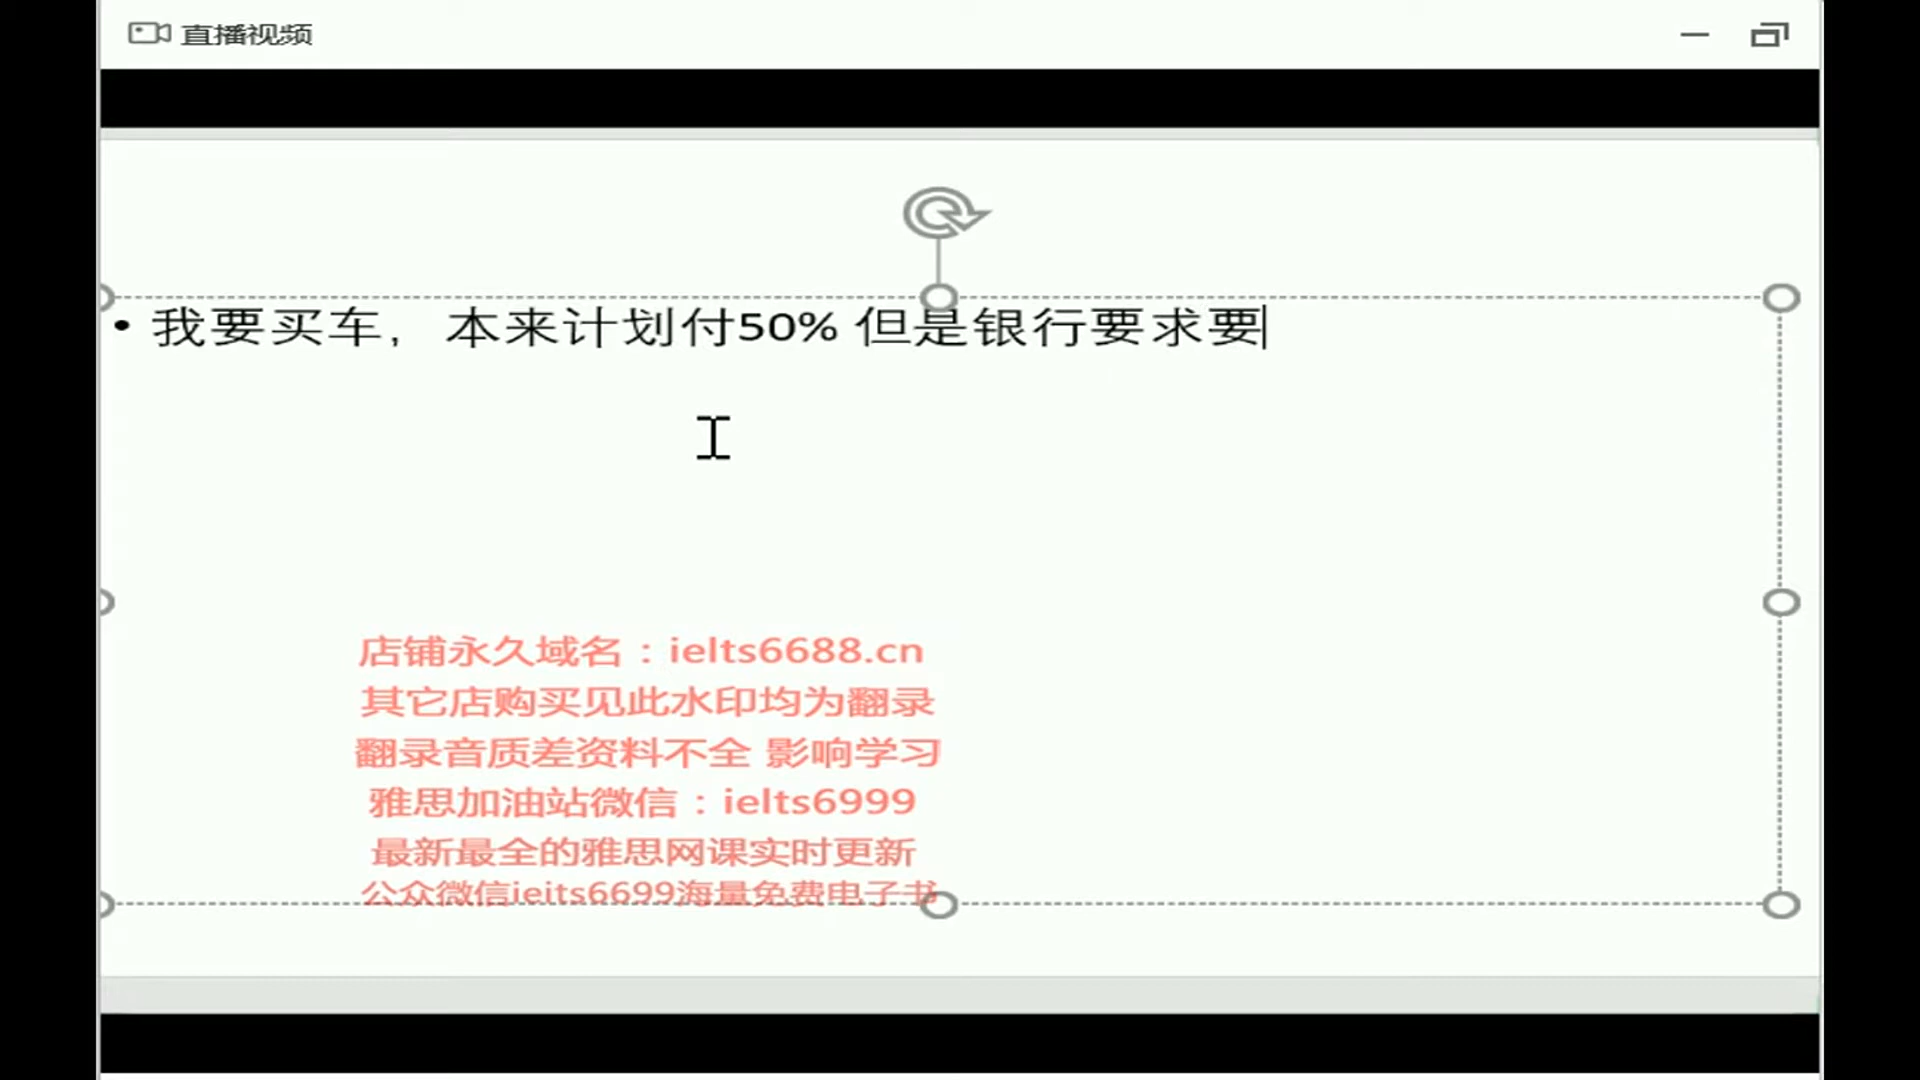 直播视频
• 我要买车，本来计划付50% 但是银行要求要
店铺永久域名：ielts6688.cn
其它店购买见此水印均为翻录
翻录音质差资料不全 影响学习
雅思加油站微信：ielts6999
最新最全的雅思网课实时更新
公众微信ieits6699海量免费电子书